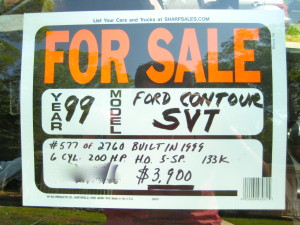 List Your Cars and Trucks at SHARPSALES.COM
FOR SALE
YEAR 99 MODEL FORD CONTOUR
SVT
#577 of 2760 BUILT IN 1999
6 CYL. 200 HP H.O. 5-SP. 133K
$3,900